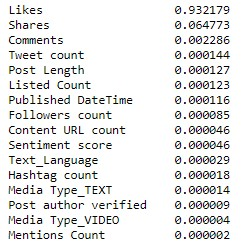 Likes 0.932179
Shares 0.064773
Comments 0.002286
Tweet count 0.000144
Post Length 0.000127
Listed Count 0.000123
Published DateTime 0.000116
Followers count 0.000085
Content URL count 0.000046
Sentiment score 0.000046
Text_Language 0.000029
Hashtag count 0.000018
Media Type_TEXT 0.000014
Post author verified 0.000009
Media Type_VIDEO 0.000004
Mentions Count 0.000002